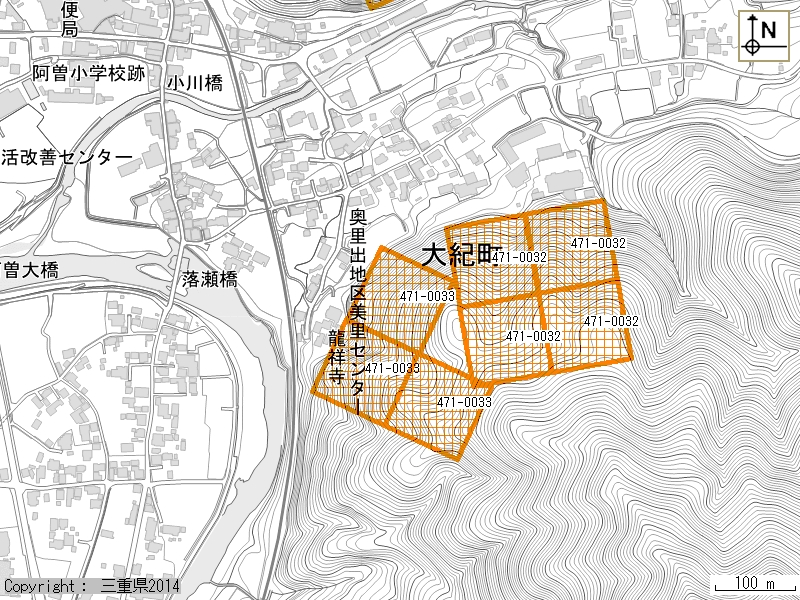 便局
N
阿曽小学校跡
小川橋
活改善センター
奥里出地区美里センター
大紀町
471-0032
471-0032
曽大橋
落瀬橋
471-0033
471-0032
471-0032
龍祥寺
471-0033
471-0033
Copyright : 三重県2014
100 m